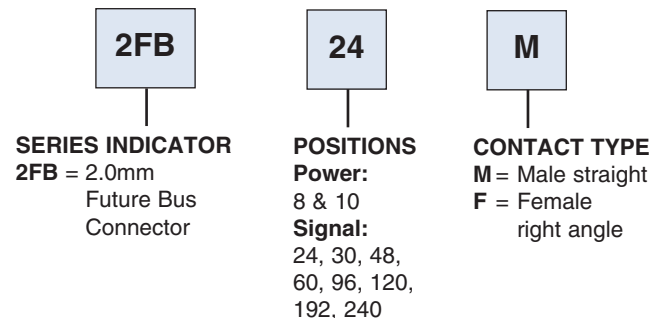 2FB
24
M
SERIES INDICATOR
2FB = 2.0mm
Future Bus
Connector
POSITIONS
Power:
8 & 10
Signal:
24, 30, 48,
60, 96, 120,
192, 240
CONTACT TYPE
M = Male straight
F = Female
right angle